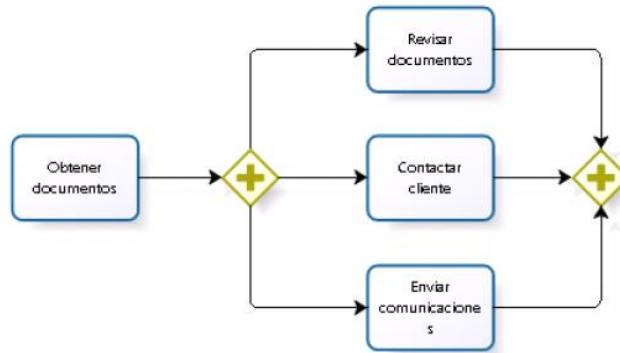 Revisar
documentos
Obtener
documentos
Contactar
cliente
Enviar
comunicacione
s